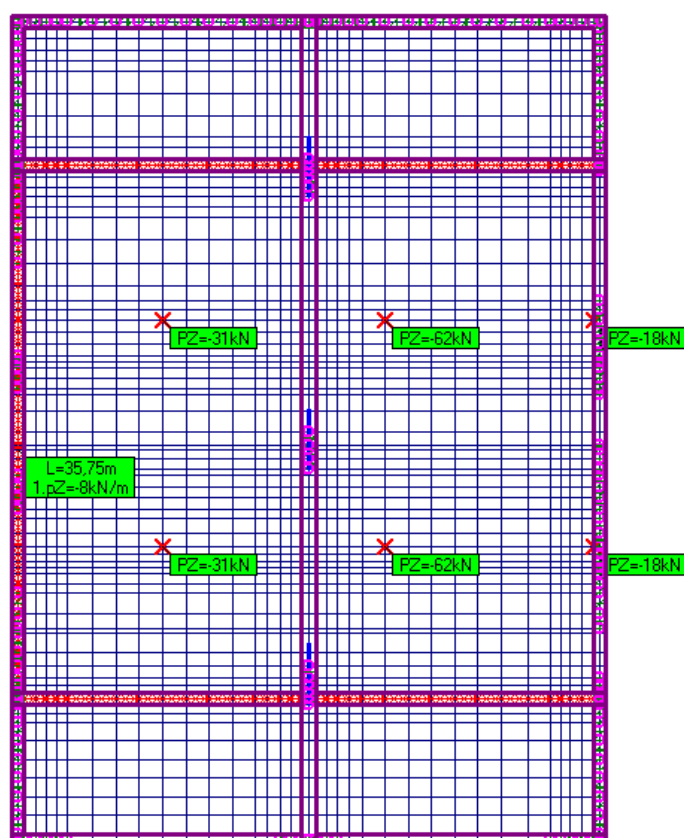 PZ=-31kN
PZ=-62kN
PZ=-18kN
L=35,75m
1.pZ=-8kN/m
PZ=-31kN
PZ=-62kN
PZ=-18kN